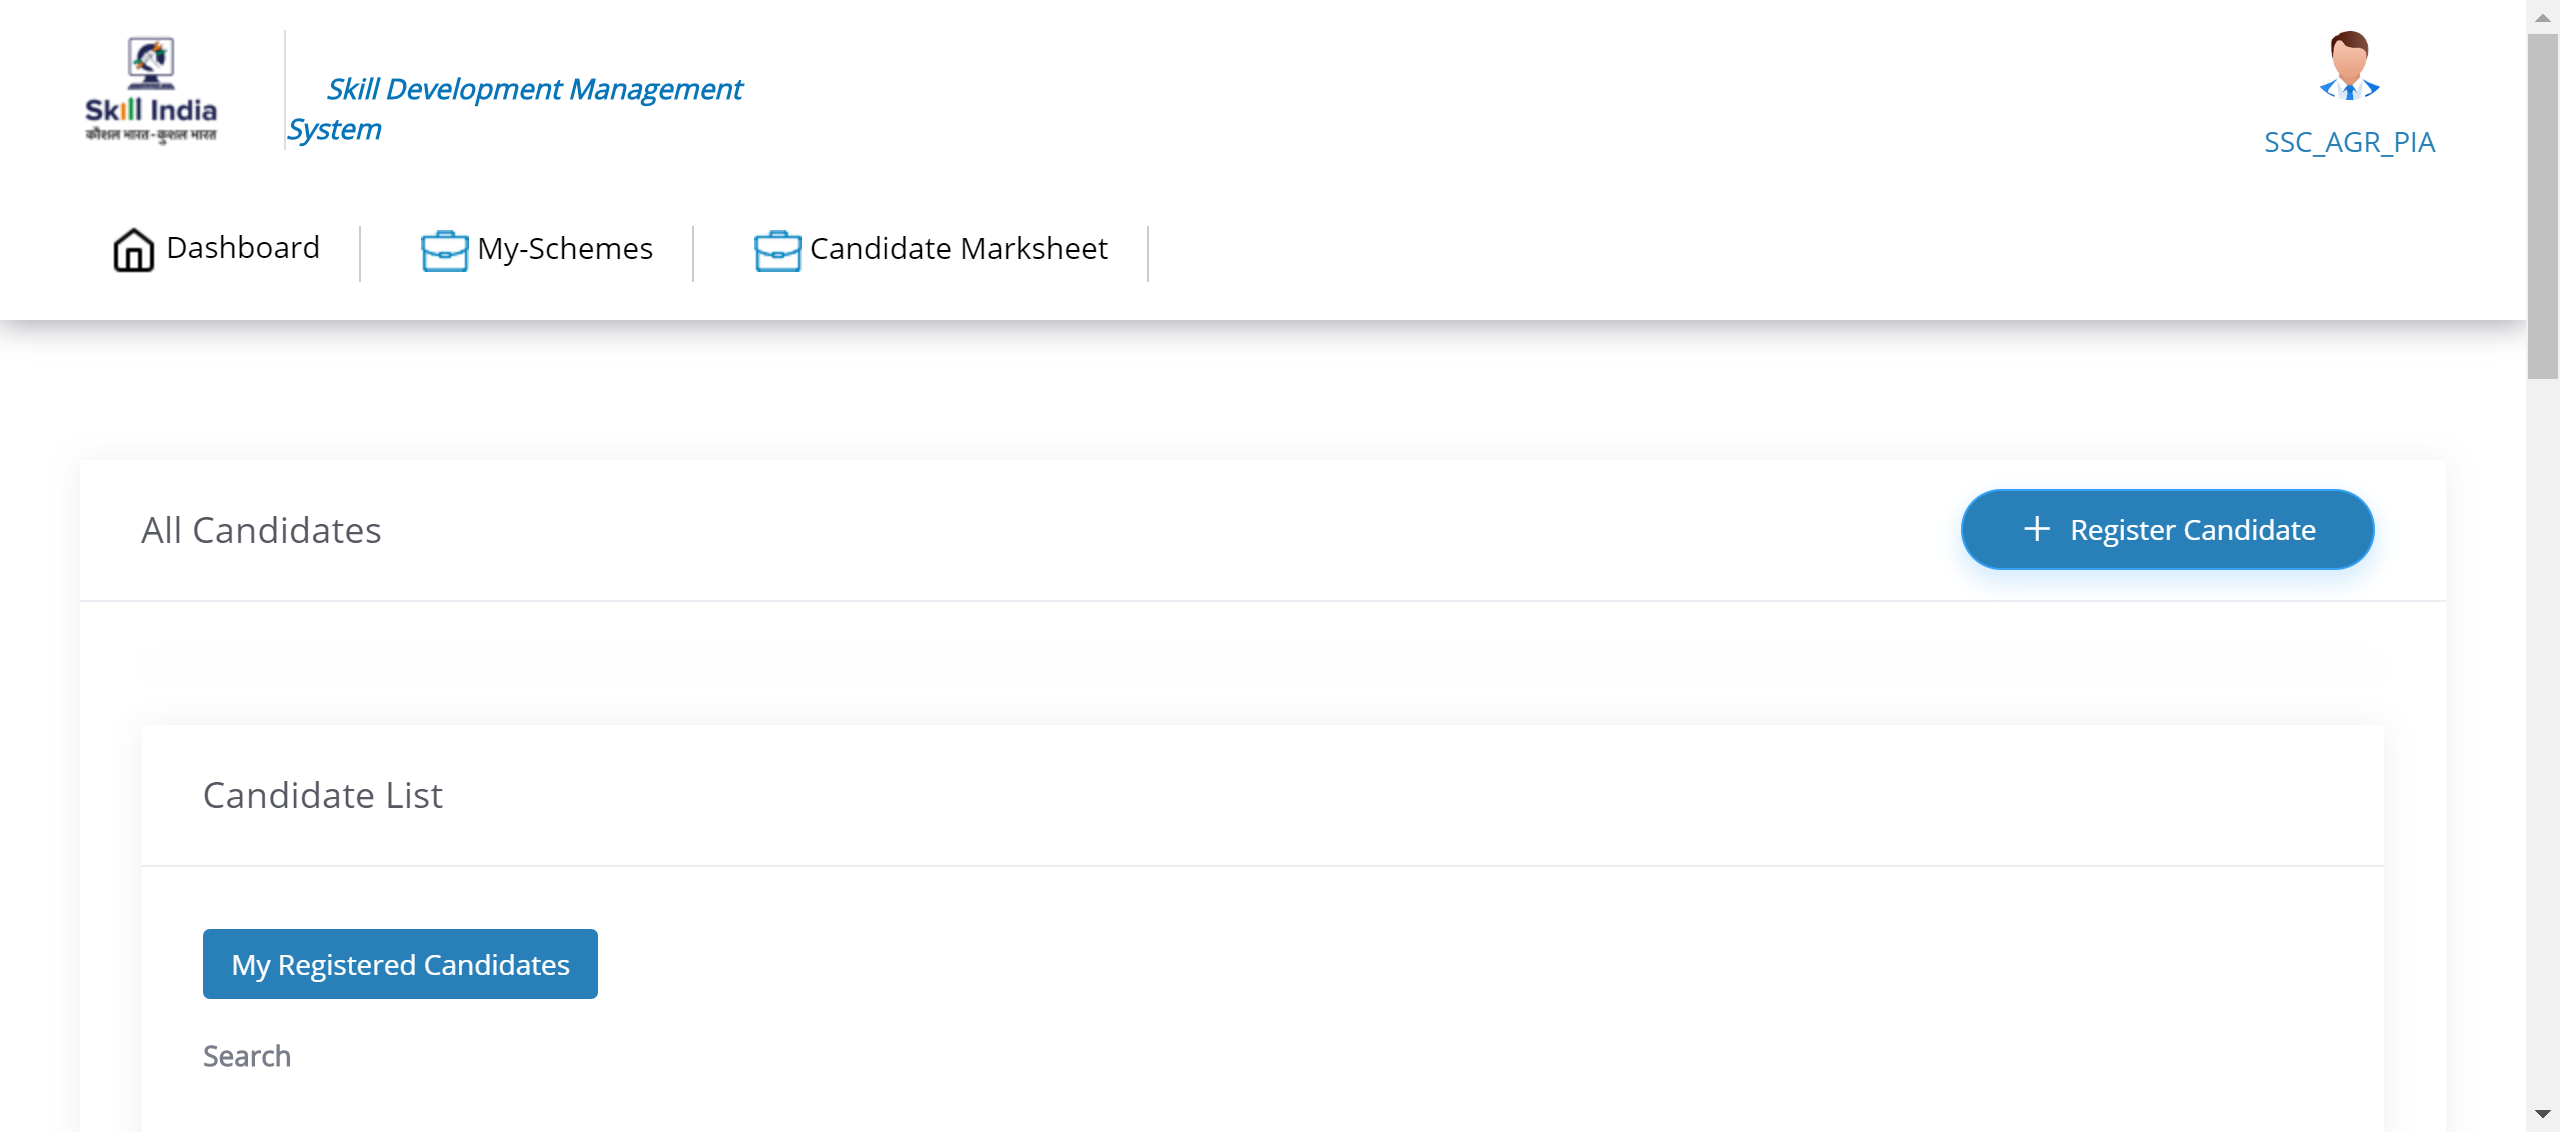 Skill India
कौशल भारत-कुशल भारत
Skill Development Management
System
SSC_AGR_PIA
Dashboard
My-Schemes
Candidate Marksheet
All Candidates
Register Candidate
Candidate List
My Registered Candidates
Search